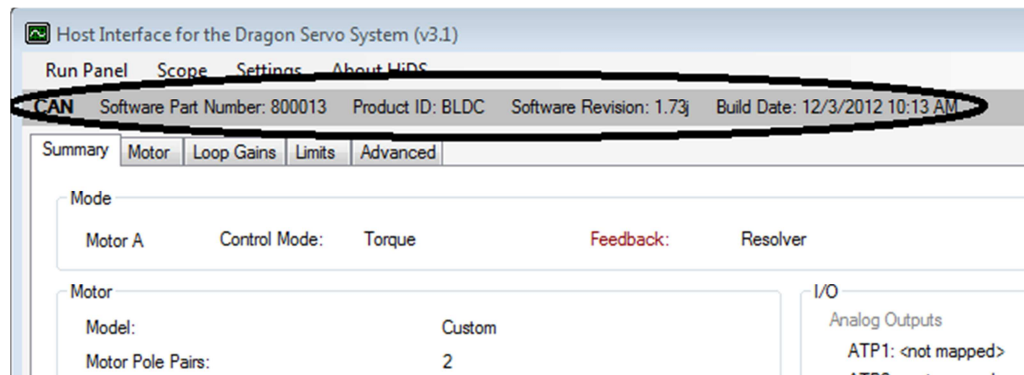 Host Interface for the Dragon Servo System (v3.1)
Run Panel Scope Settings About HiDS
CAN Software Part Number: 800013 Product ID: BLDC Software Revision: 1.73j Build Date: 12/3/2012 10:13 AM
Summary Motor Loop Gains Limits Advanced
Mode
Motor A Control Mode: Torque Feedback: Resolver
Motor I/O
Model: Custom Analog Outputs
Motor Pole Pairs: 2 ATP1: <not mapped>